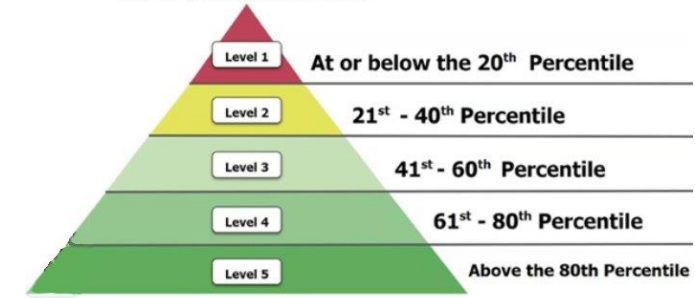 Level 1
At or below the 20th Percentile
Level 2
21st - 40th Percentile
Level 3
41st - 60th Percentile
Level 4
61st - 80th Percentile
Level 5
Above the 80th Percentile